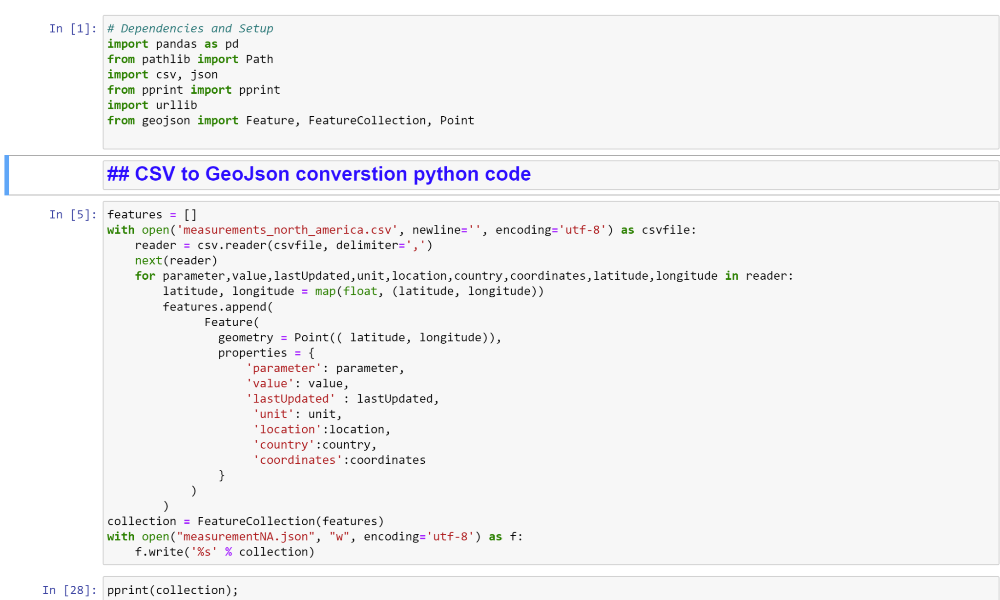 In [1]:
# Dependencies and Setup
import pandas as pd
from pathlib import Path
import csv, json
from pprint import pprint
import urllib
from geojson import Feature, FeatureCollection, Point
## CSV to GeoJson converstion python code
In [5]:
features = []
with open('measurements_north_america.csv', newline='', encoding='utf-8') as csvfile:
    reader = csv.reader(csvfile, delimiter=',')
    next(reader)
    for parameter,value,lastUpdated,unit,location,country,coordinates,latitude,longitude in reader:
        latitude, longitude = map(float, (latitude, longitude))
        features.append(
              Feature(
                geometry = Point(( latitude, longitude)),
                properties = {
                    'parameter': parameter,
                    'value': value,
                    'lastUpdated' : lastUpdated,
                     'unit': unit,
                     'location':location,
                     'country':country,
                     'coordinates':coordinates
                }
            )
        )
collection = FeatureCollection(features)
with open("measurementNA.json", "w", encoding='utf-8') as f:
    f.write('%s' % collection)
In [28]:
pprint(collection);